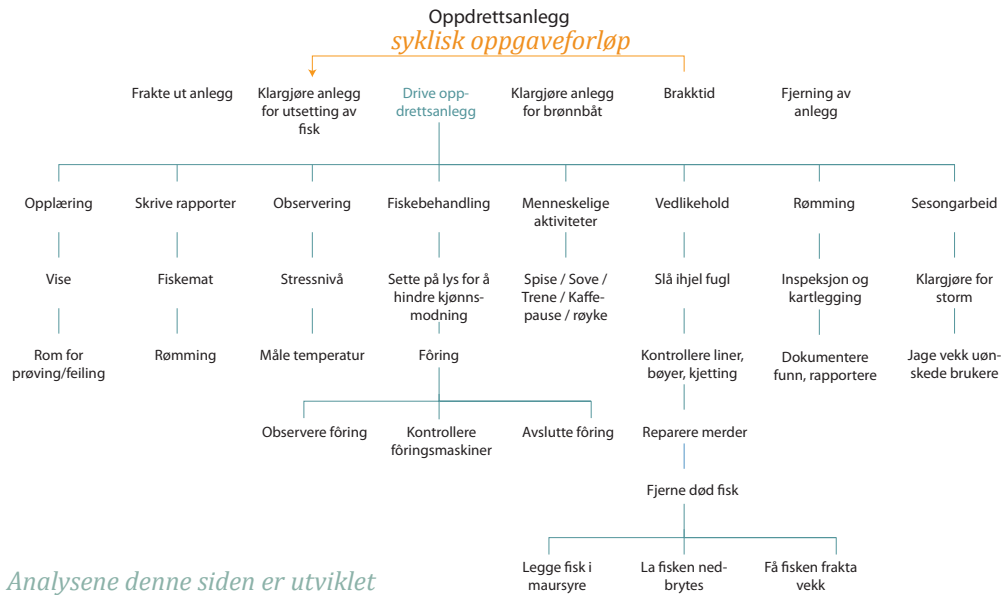 Oppdrettsanlegg
syklisk oppgaveforløp
Frakte ut anlegg
Klargjøre anlegg
for utsetting av
fisk
Drive opp-
drettsanlegg
Klargjøre anlegg
for brønnbåt
Brakktid
Fjerning av
anlegg
Opplæring
Skrive rapporter
Observering
Fiskebehandling
Menneskelige
aktiviteter
Vedlikehold
Rømming
Sesongarbeid
Vise
Fiskemat
Stressnivå
Sette på lys for å
hindre kjønns-
modning
Spise / Sove /
Trene / Kaffe-
pause / røyke
Slå ihjel fugl
Inspeksjon og
kartlegging
Klargjøre for
storm
Rom for
prøving/feiling
Rømming
Måle temperatur
Fôring
Kontrollere liner,
bøyer, kjetting
Dokumentere
funn, rapportere
Jage vekk uøn-
skede brukere
Observere fôring
Kontrollere
fôringsmaskiner
Avslutte fôring
Reparere merder
Fjerne død fisk
Legge fisk i
maursyre
La fisken ned-
brytes
Få fisken frakta
vekk
Analysene denne siden er utviklet